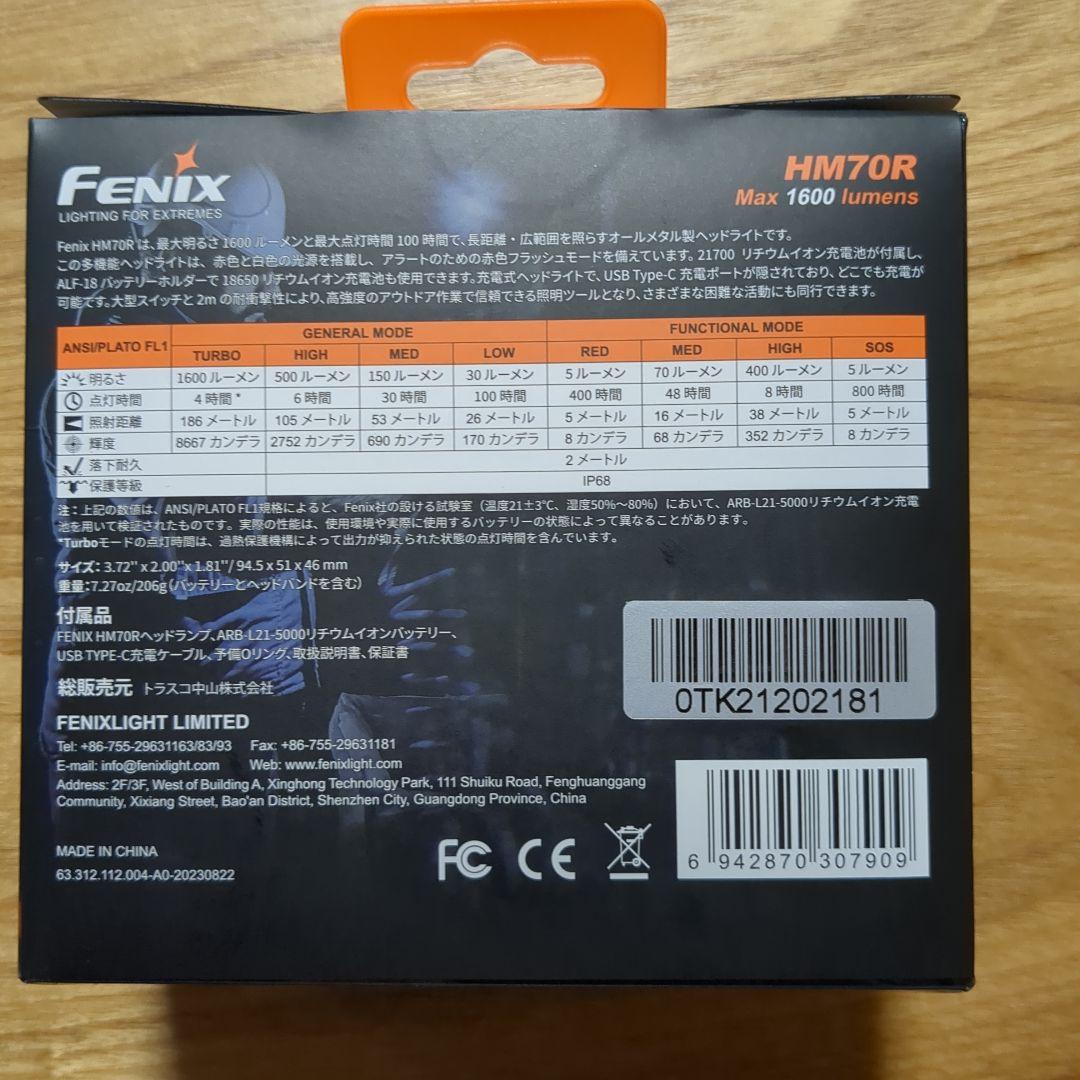 FENIX
LIGHTING FOR EXTREMES
HM70R
Max 1600 lumens
Fenix HM70R は、最大明るさ 1600 ルーメンと最大点灯時間 100 時間で、長距離・広範囲を照らすオールメタル製ヘッドライトです。
この多機能ヘッドライトは、赤色と白色の光源を搭載し、アラートのための赤色フラッシュモードを備えています。21700 リチウムイオン充電池が付属し、
ALF-18 バッテリーホルダーで 18650 リチウムイオン充電池も使用できます。充電式ヘッドライトで、USB Type-C 充電ポートが隠されており、どこでも充電が
可能です。大型スイッチと 2m の耐衝撃性により、高強度のアウトドア作業で信頼できる照明ツールとなり、さまざまな困難な活動にも同行できます。
ANSI/PLATO FL1 GENERAL MODE FUNCTIONAL MODE
TURBO HIGH MED LOW RED MED HIGH SOS
明るさ 1600 ルーメン 500 ルーメン 150 ルーメン 30 ルーメン 5 ルーメン 70 ルーメン 400 ルーメン 5 ルーメン
点灯時間 4 時間* 6 時間 30 時間 100 時間 400 時間 48 時間 8 時間 800 時間
照射距離 186 メートル 105 メートル 53 メートル 26 メートル 5 メートル 16 メートル 38 メートル 5 メートル
輝度 8667 カンデラ 2752 カンデラ 690 カンデラ 170 カンデラ 8 カンデラ 68 カンデラ 352 カンデラ 8 カンデラ
落下耐久 2 メートル
保護等級 IP68
注：上記の数値は、ANSI/PLATO FL1規格によると、Fenix社の設ける試験室（温度21±3℃、湿度50%～80%）において、ARB-L21-5000リチウムイオン充電
池を用いて検証されたものです。実際の性能は、使用環境や実際に使用するバッテリーの状態によって異なることがあります。
*Turboモードの点灯時間は、過熱保護機構によって出力が抑えられた状態の点灯時間を含んでいます。
サイズ: 3.72'' x 2.00''x 1.81''/ 94.5 x 51 x 46 mm
重量:7.27oz/206g(バッテリーとヘッドバンドを含む)
付属品
FENIX HM70Rヘッドランプ、ARB-L21-5000リチウムイオンバッテリー、
USB TYPE-C充電ケーブル、予備Oリング、取扱説明書、保証書
総販売元 トラスコ中山株式会社
FENIXLIGHT LIMITED
Tel: +86-755-29631163/83/93 Fax: +86-755-29631181
E-mail: info@fenixlight.com Web: www.fenixlight.com
Address: 2F/3F, West of Building A, Xinghong Technology Park, 111 Shuiku Road, Fenghuanggang
Community, Xixiang Street, Bao'an District, Shenzhen City, Guangdong Province, China
MADE IN CHINA
63.312.112.004-A0-20230822
FC CE
0TK21202181
6 942870 307909